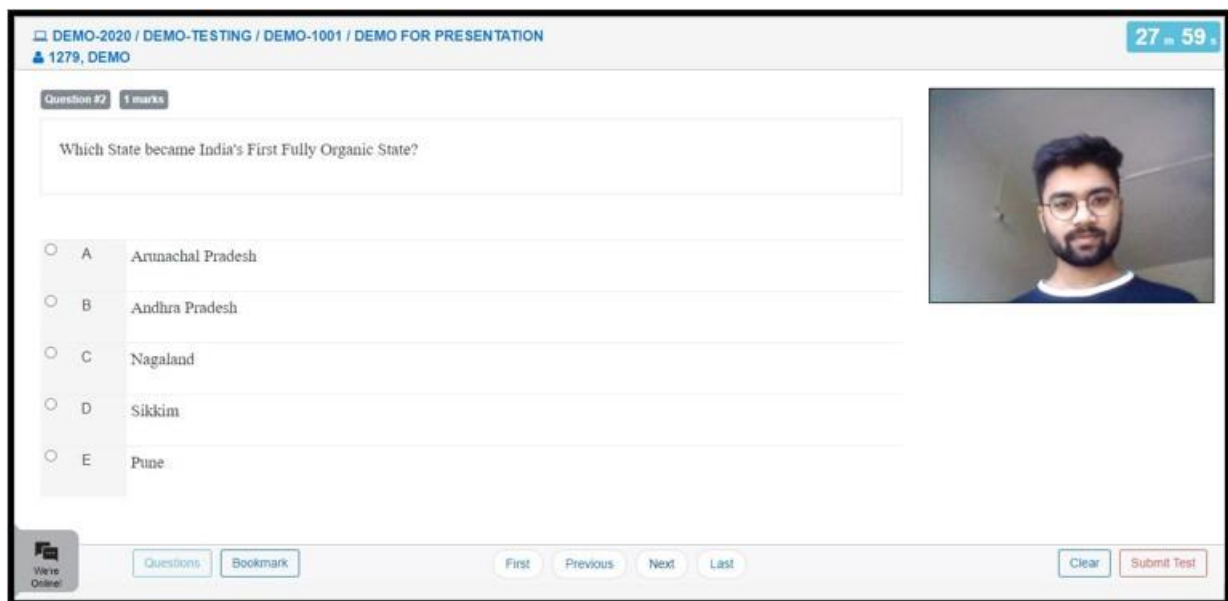 DEMO-2020 / DEMO-TESTING / DEMO-1001 / DEMO FOR PRESENTATION
1279, DEMO
27 m 59 s
Question #2 1 marks
Which State became India's First Fully Organic State?
A Arunachal Pradesh
B Andhra Pradesh
C Nagaland
D Sikkim
E Pune
We're
Online!
Questions Bookmark First Previous Next Last Clear Submit Test